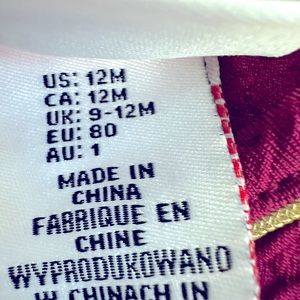 US: 12M
CA: 12M
UK: 9-12M
EU: 80
AU: 1
MADE IN
CHINA
FABRIQUE EN
CHINE
WYPRODUKOWANO
W CHINACH IN